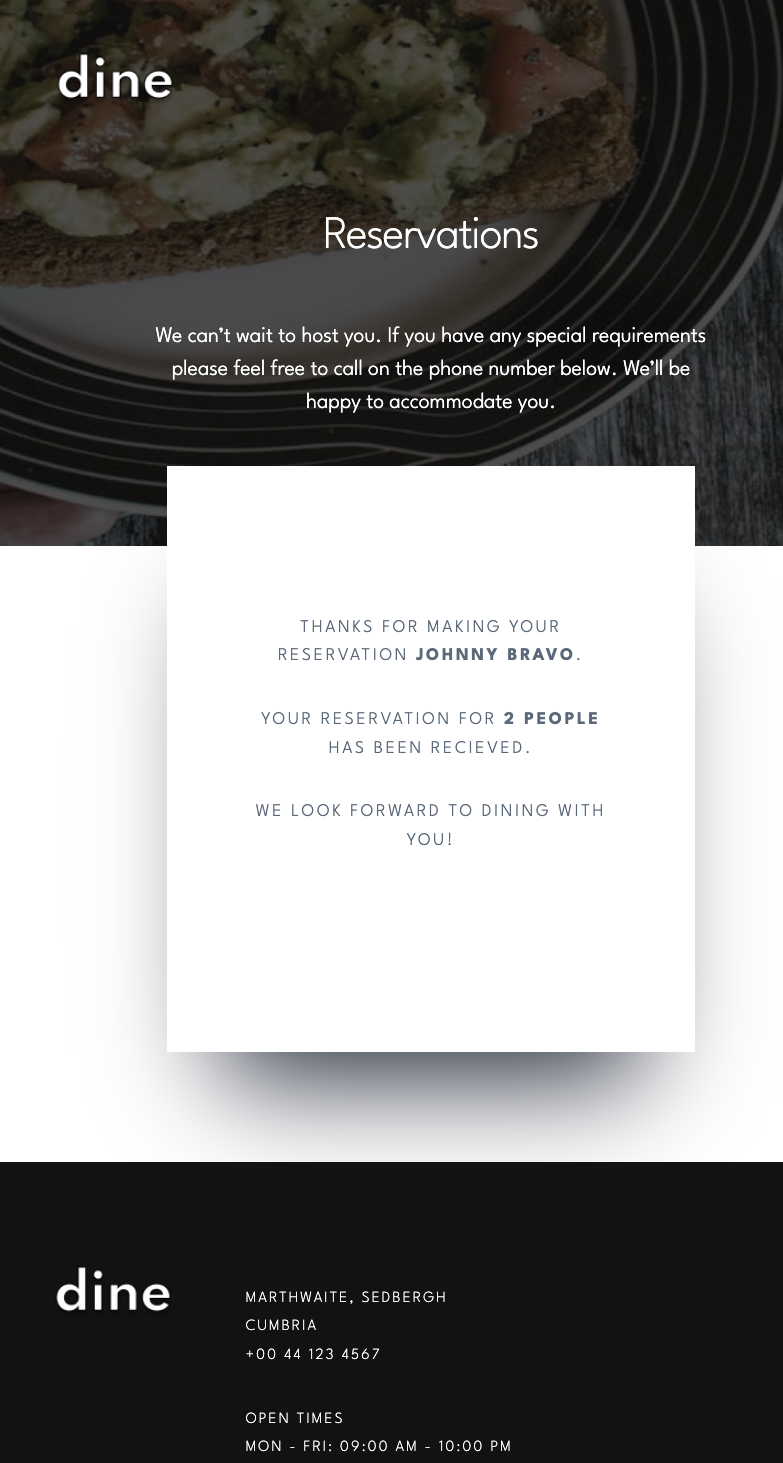 dine
Reservations
We can't wait to host you. If you have any special requirements
please feel free to call on the phone number below. We'll be
happy to accommodate you.
THANKS FOR MAKING YOUR
RESERVATION JOHNNY BRAVO.
YOUR RESERVATION FOR 2 PEOPLE
HAS BEEN RECIEVED.
WE LOOK FORWARD TO DINING WITH
YOU!
dine
MARTHWAITE, SEDBERGH
CUMBRIA
+00 44 123 4567
OPEN TIMES
MON - FRI: 09:00 AM - 10:00 PM